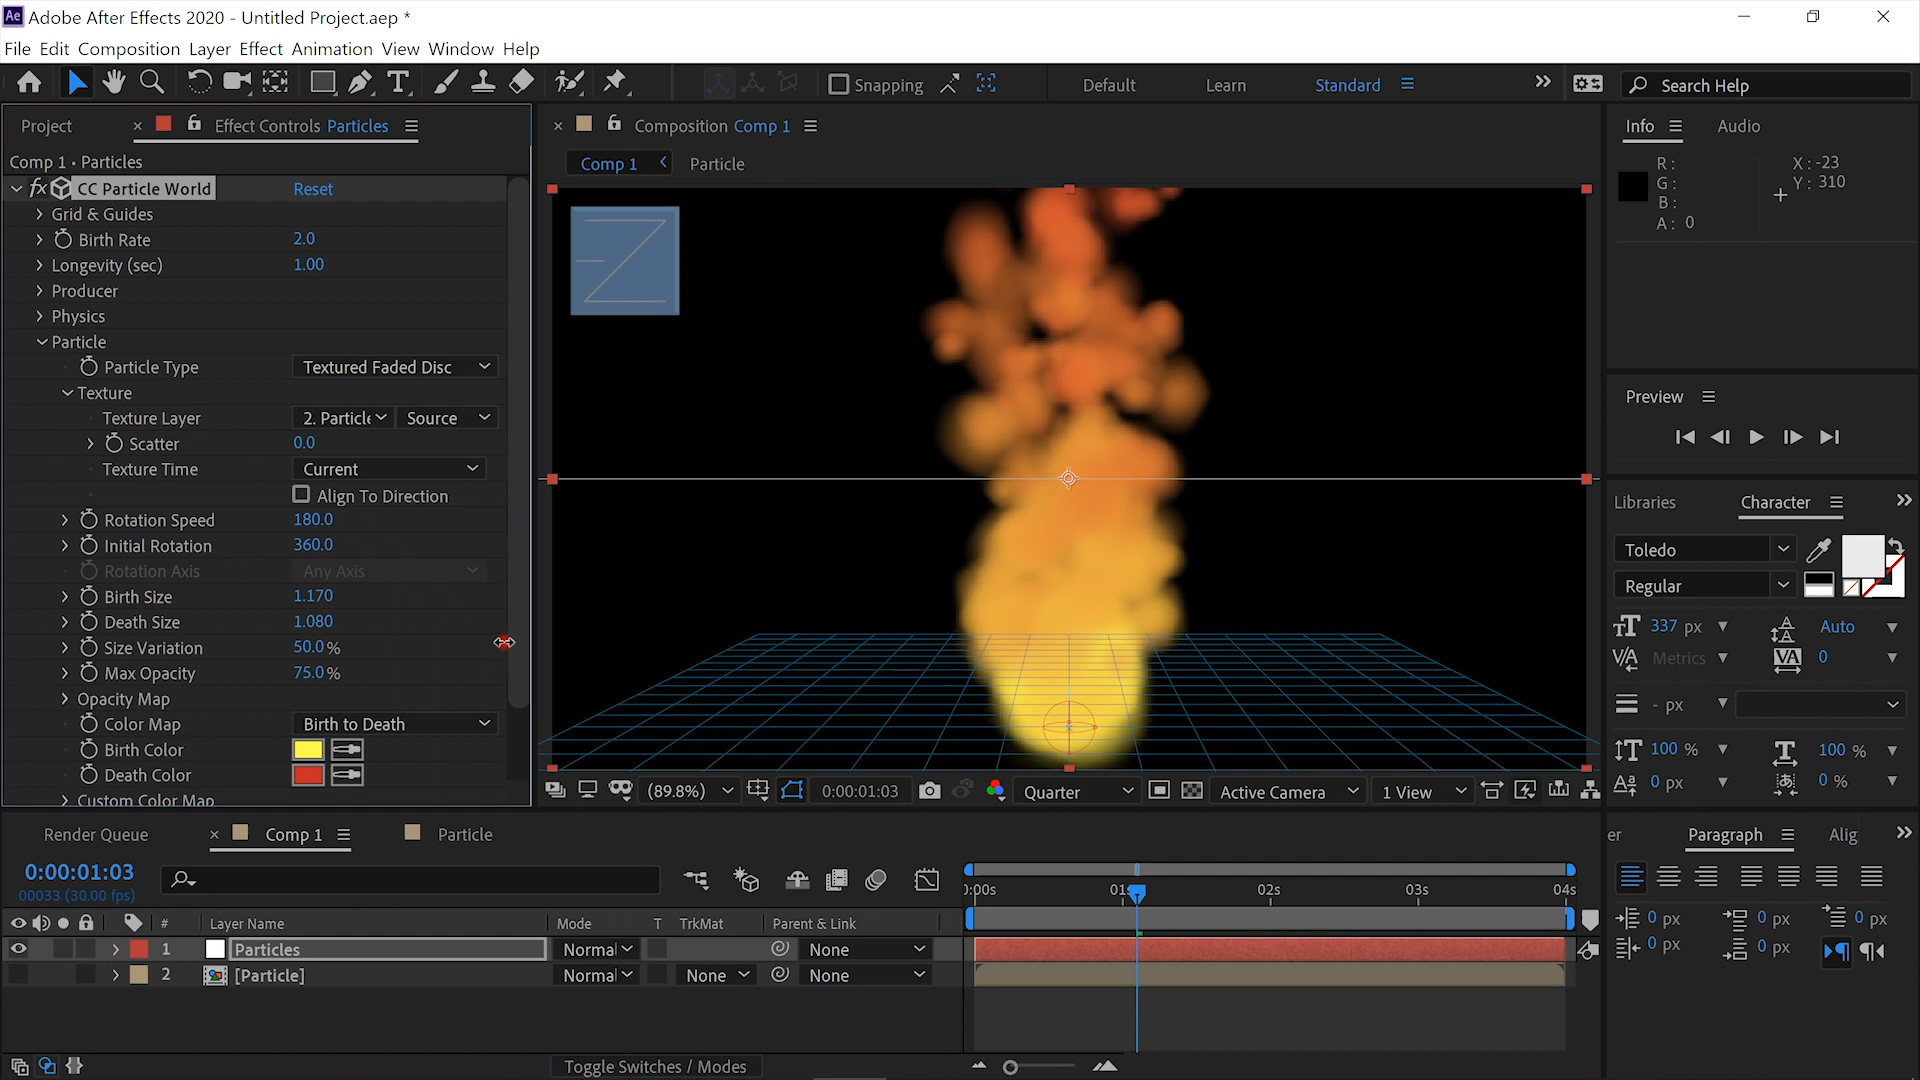 Ae Adobe After Effects 2020 - Untitled Project.aep *
File Edit Composition Layer Effect Animation View Window Help
Snapping
Default
Learn
Standard
Search Help
Project
Effect Controls Particles
Comp 1 • Particles
fx CC Particle World Reset
Grid & Guides
Birth Rate 2.0
Longevity (sec) 1.00
Producer
Physics
Particle
Particle Type Textured Faded Disc
Texture
Texture Layer 2. Particle Source
Scatter 0.0
Texture Time Current
Align To Direction
Rotation Speed 180.0
Initial Rotation 360.0
Rotation Axis Any Axis
Birth Size 1.170
Death Size 1.080
Size Variation 50.0%
Max Opacity 75.0%
Opacity Map
Color Map Birth to Death
Birth Color
Death Color
Custom Color Map
Composition Comp 1
Comp 1 Particle
(89.8%)
0:00:01:03
Quarter
Active Camera
1 View
Info
Audio
R:
G:
B:
A: 0
X: -23
Y: 310
Preview
Libraries
Character
Toledo
Regular
337 px
Auto
Metrics
0
- px
100 %
100 %
0 px
0 %
er
Paragraph
Alig
0 px
0 px
0 px
0 px
0 px
Render Queue
Comp 1
Particle
0:00:01:03
00033 (30.00 fps)
# Layer Name Mode T TrkMat Parent & Link
1 Particles Normal None
2 [Particle] Normal None None
):00s 01s 02s 03s 04s
Toggle Switches / Modes